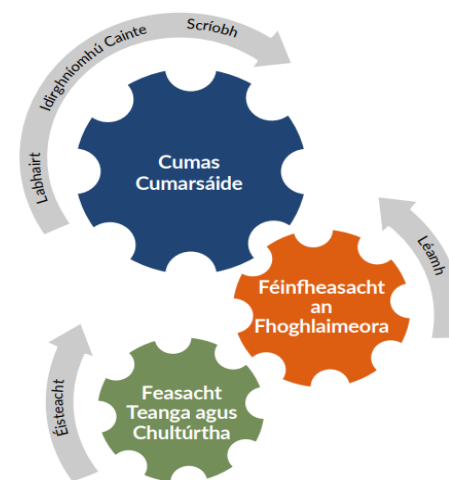 Scríobh
Idirghníomhú Cainte
Labhairt
Cumas
Cumarsáide
Léamh
Féinfheasacht
an
Fhoghlaimeora
Éisteacht
Feasacht
Teanga agus
Chultúrtha